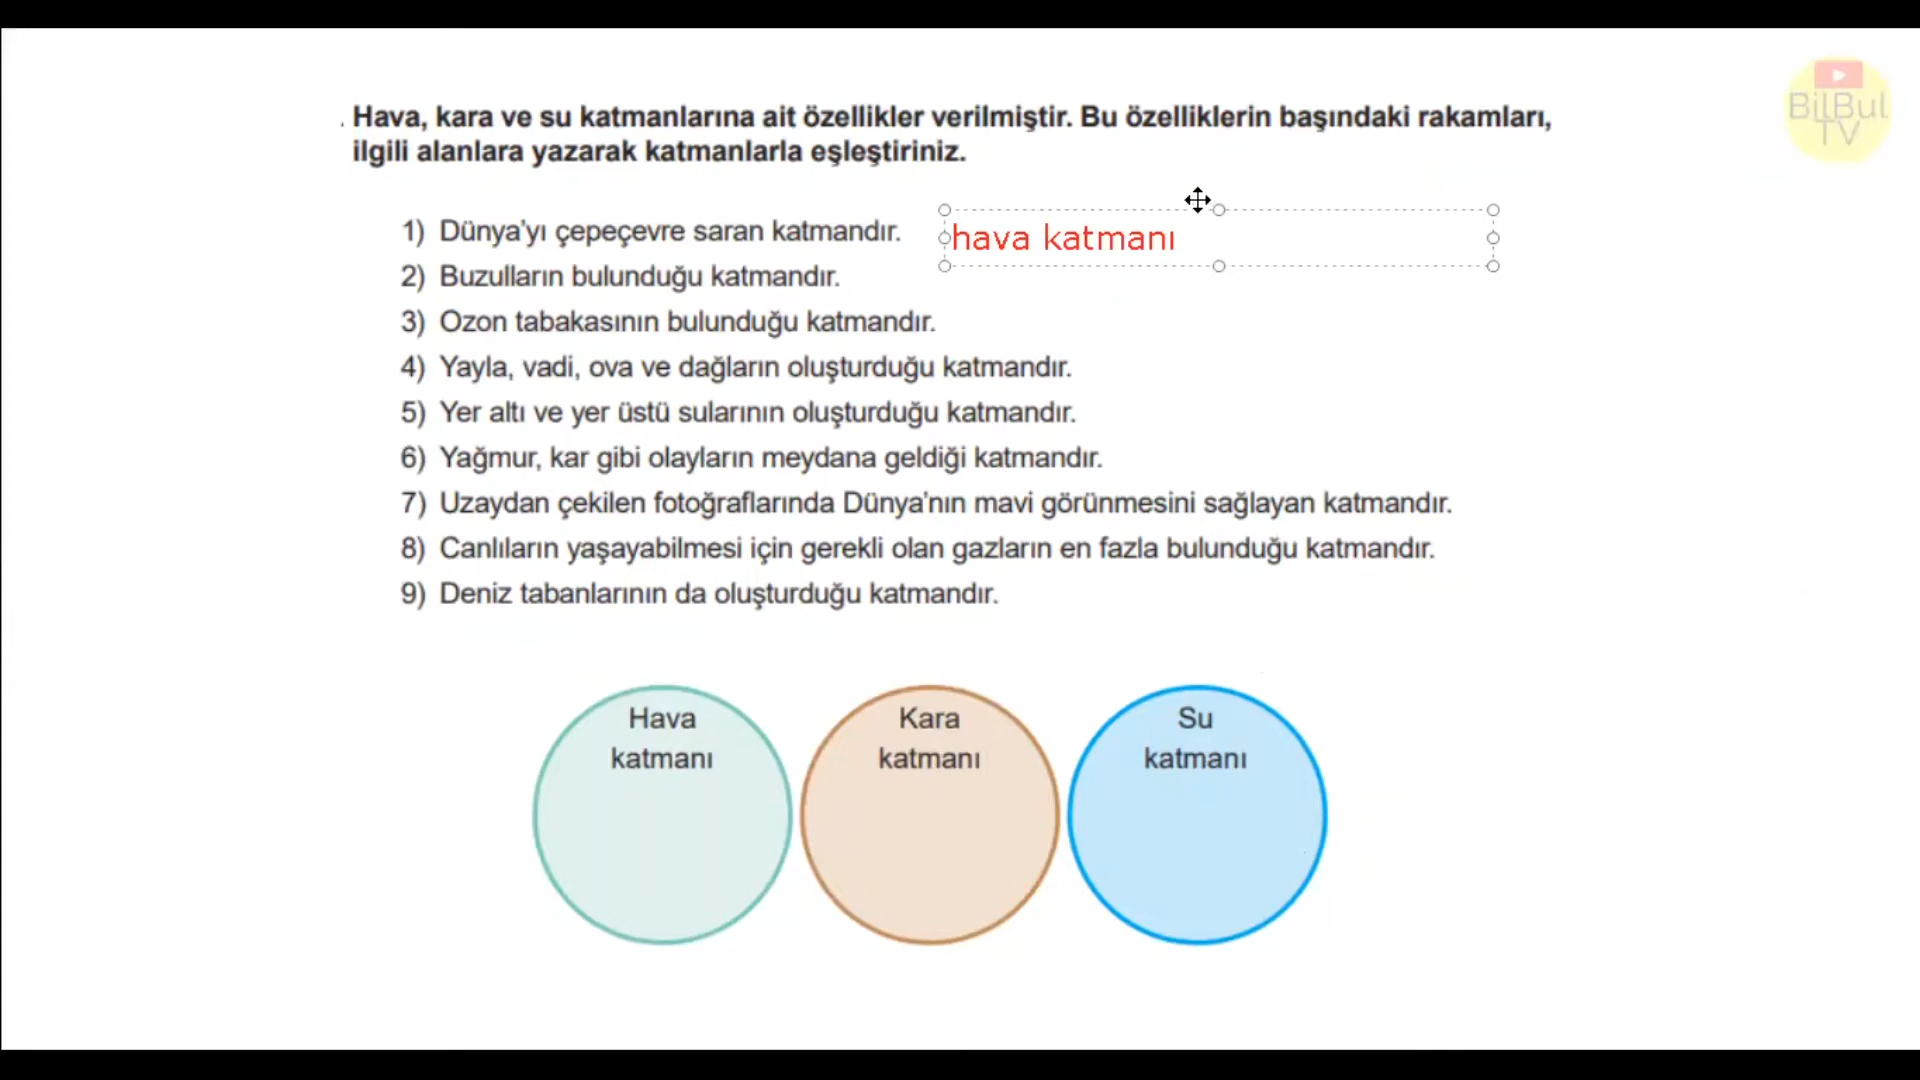 . Hava, kara ve su katmanlarına ait özellikler verilmiştir. Bu özelliklerin başındaki rakamları,
ilgili alanlara yazarak katmanlarla eşleştiriniz.
BilBul
TV
1) Dünya'yı çepeçevre saran katmandır.
hava katmanı
2) Buzulların bulunduğu katmandır.
3) Ozon tabakasının bulunduğu katmandır.
4) Yayla, vadi, ova ve dağların oluşturduğu katmandır.
5) Yer altı ve yer üstü sularının oluşturduğu katmandır.
6) Yağmur, kar gibi olayların meydana geldiği katmandır.
7) Uzaydan çekilen fotoğraflarında Dünya'nın mavi görünmesini sağlayan katmandır.
8) Canlıların yaşayabilmesi için gerekli olan gazların en fazla bulunduğu katmandır.
9) Deniz tabanlarının da oluşturduğu katmandır.
Hava
katmanı
Kara
katmanı
Su
katmanı